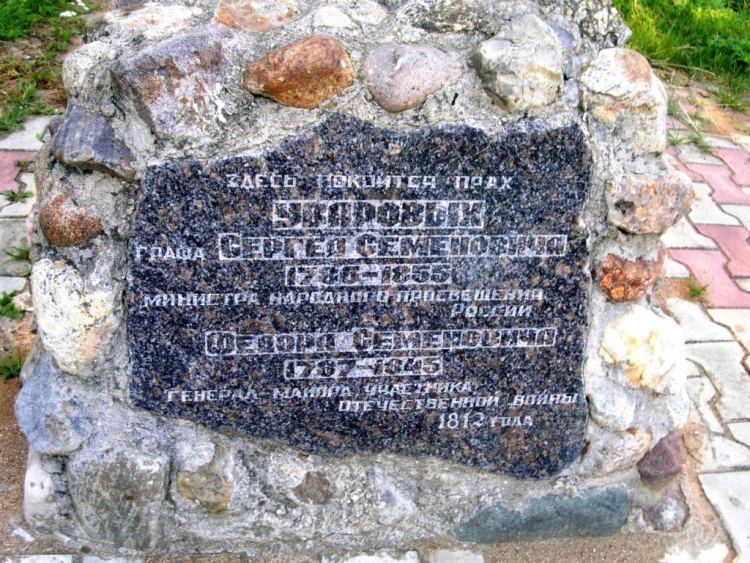 ЗДЕСЬ ПОКОИТСЯ ПРАХ
УВАРОВЫХ
ГРАФА СЕРГЕЯ СЕМЕНОВИЧА
1786-1855
МИНИСТРА НАРОДНОГО ПРОСВЕЩЕНИЯ
РОССИИ
ФЕДОРА СЕМЕНОВИЧА
1787-1845
ГЕНЕРАЛ-МАЙОРА УЧАСТНИКА
ОТЕЧЕСТВЕННОЙ ВОЙНЫ
1812 ГОДА